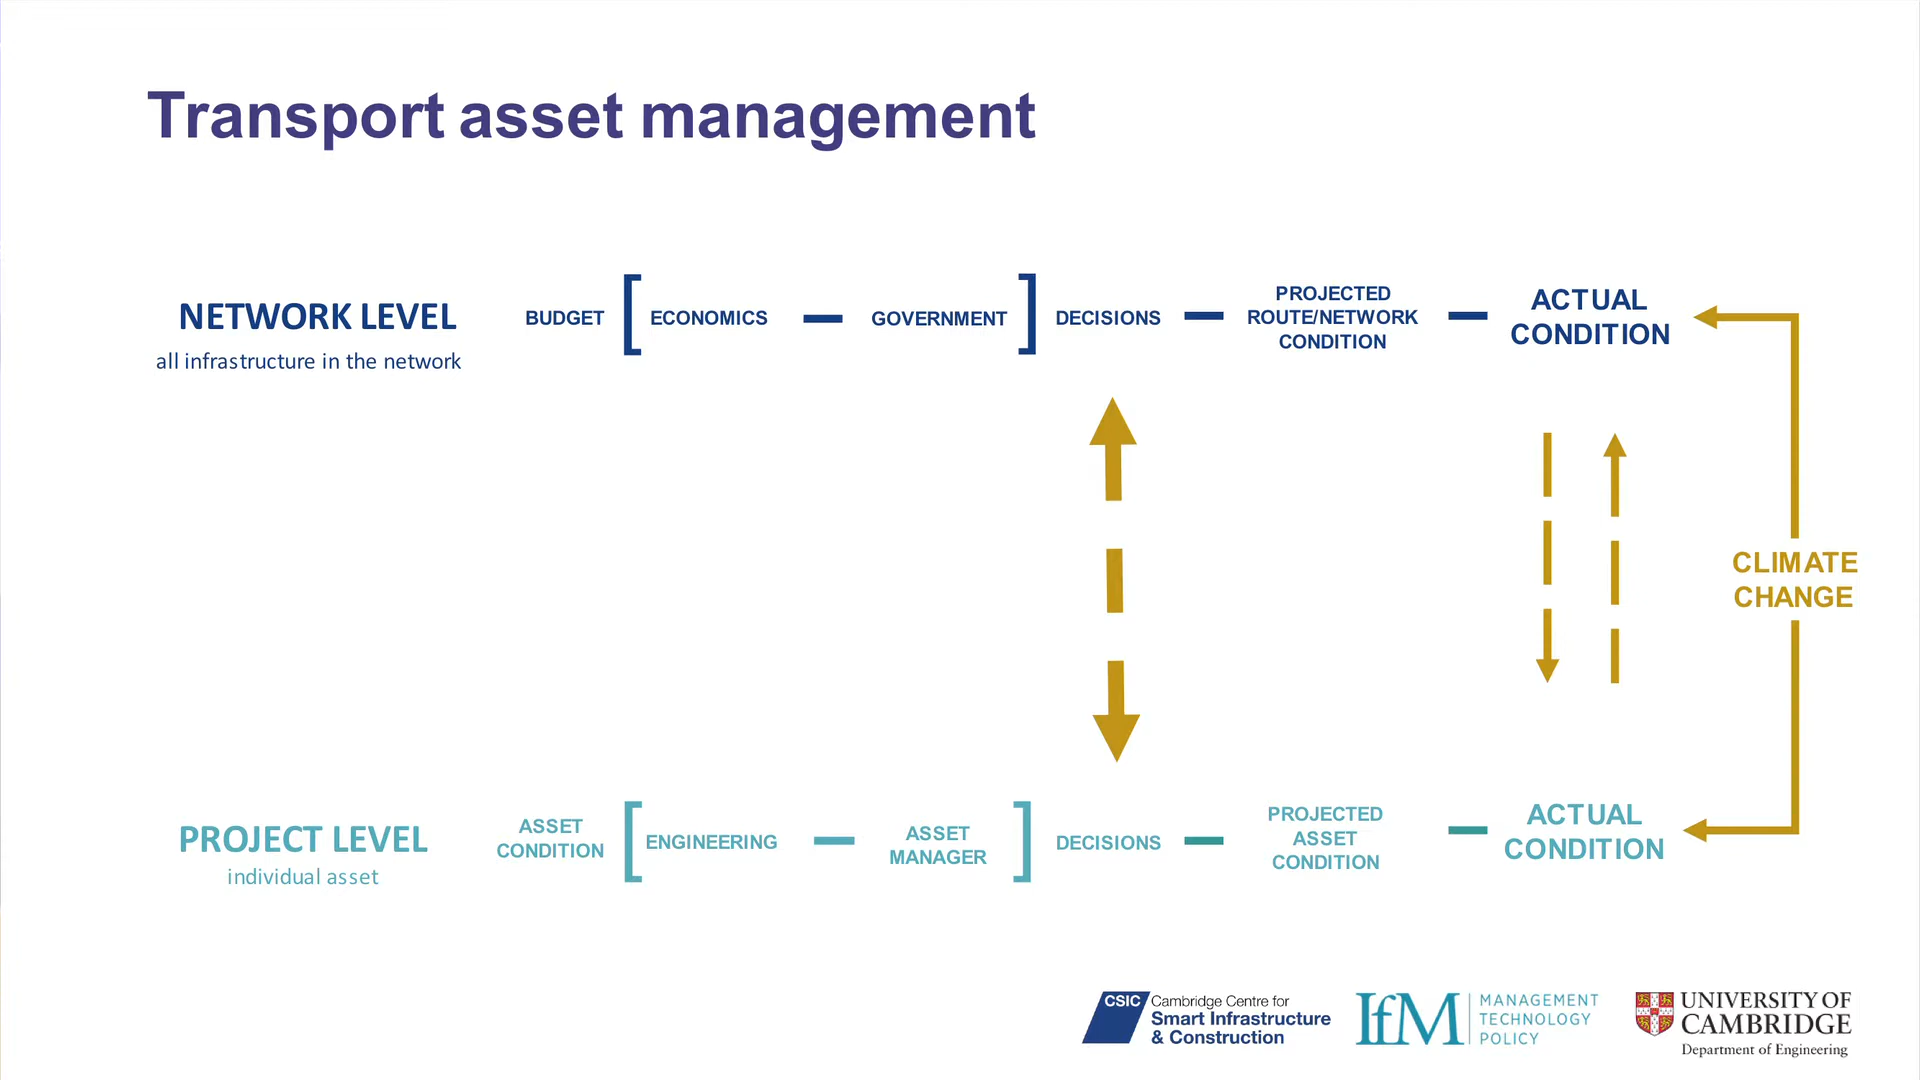 Transport asset management
NETWORK LEVEL
all infrastructure in the network
BUDGET
ECONOMICS
GOVERNMENT
DECISIONS
PROJECTED
ROUTE/NETWORK
CONDITION
ACTUAL
CONDITION
CLIMATE
CHANGE
PROJECT LEVEL
individual asset
ASSET
CONDITION
ENGINEERING
ASSET
MANAGER
DECISIONS
PROJECTED
ASSET
CONDITION
ACTUAL
CONDITION
CSIC
Cambridge Centre for
Smart Infrastructure
& Construction
IfM
MANAGEMENT
TECHNOLOGY
POLICY
UNIVERSITY OF
CAMBRIDGE
Department of Engineering